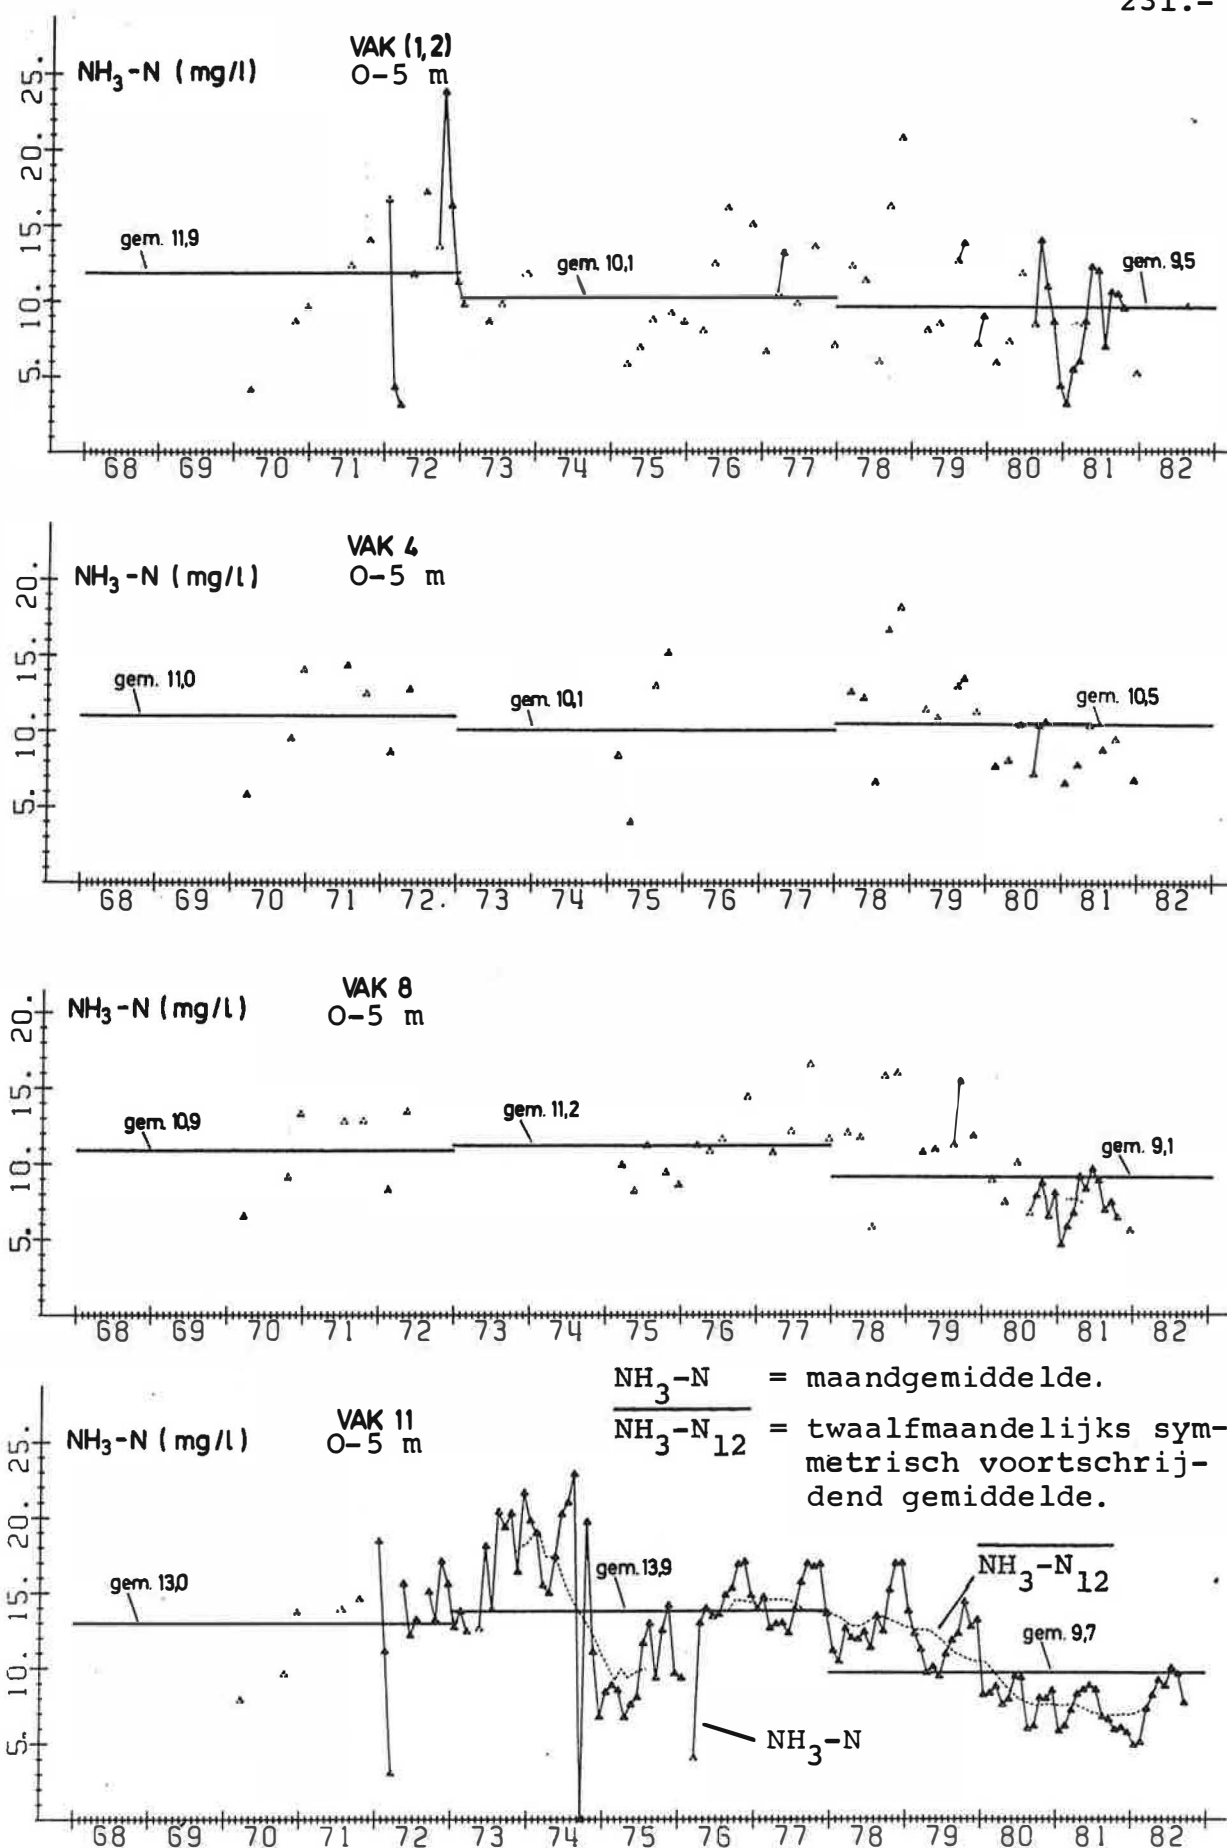 231.-
NH3-N (mg/l)
VAK (1,2)
0-5 m
25.
20.
15.
10.
5.
gem. 11,9
gem. 10,1
gem. 9,5
68 69 70 71 72 73 74 75 76 77 78 79 80 81 82
NH3-N (mg/l)
VAK 4
0-5 m
20.
15.
10.
5.
gem. 11,0
gem. 10,1
gem. 10,5
68 69 70 71 72. 73 74 75 76 77 78 79 80 81 82
NH3-N (mg/l)
VAK 8
0-5 m
20.
15.
10.
5.
gem. 10,9
gem. 11,2
gem. 9,1
68 69 70 71 72 73 74 75 76 77 78 79 80 81 82
NH3-N = maandgemiddelde.
NH3-N12 = twaalfmaandelijks sym-
metrisch voortschrij-
dend gemiddelde.
NH3-N (mg/l)
VAK 11
0-5 m
25.
20.
15.
10.
5.
gem. 13,0
gem. 13,9
NH3-N12
gem. 9,7
NH3-N
68 69 70 71 72 73 74 75 76 77 78 79 80 81 82